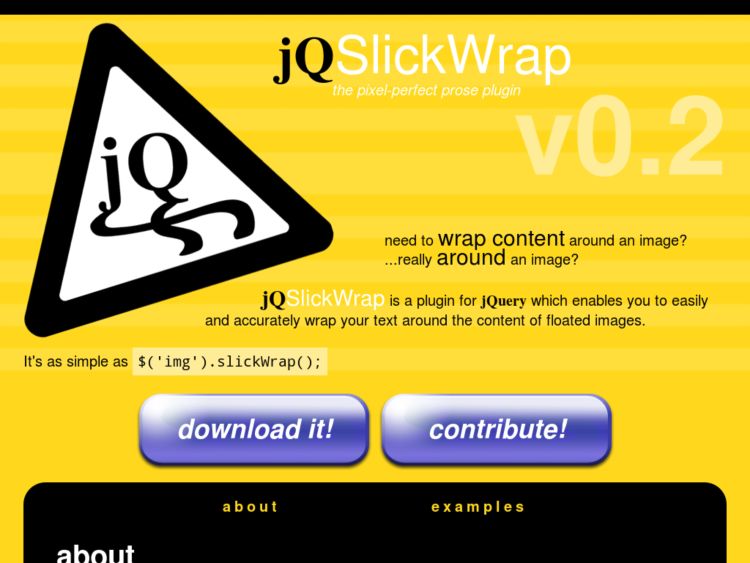 jQSlickWrap
the pixel-perfect prose plugin
v0.2
jQ
need to wrap content around an image?
...really around an image?
jQSlickWrap is a plugin for jQuery which enables you to easily
and accurately wrap your text around the content of floated images.
It's as simple as $('img').slickWrap();
download it! contribute!
about examples
about